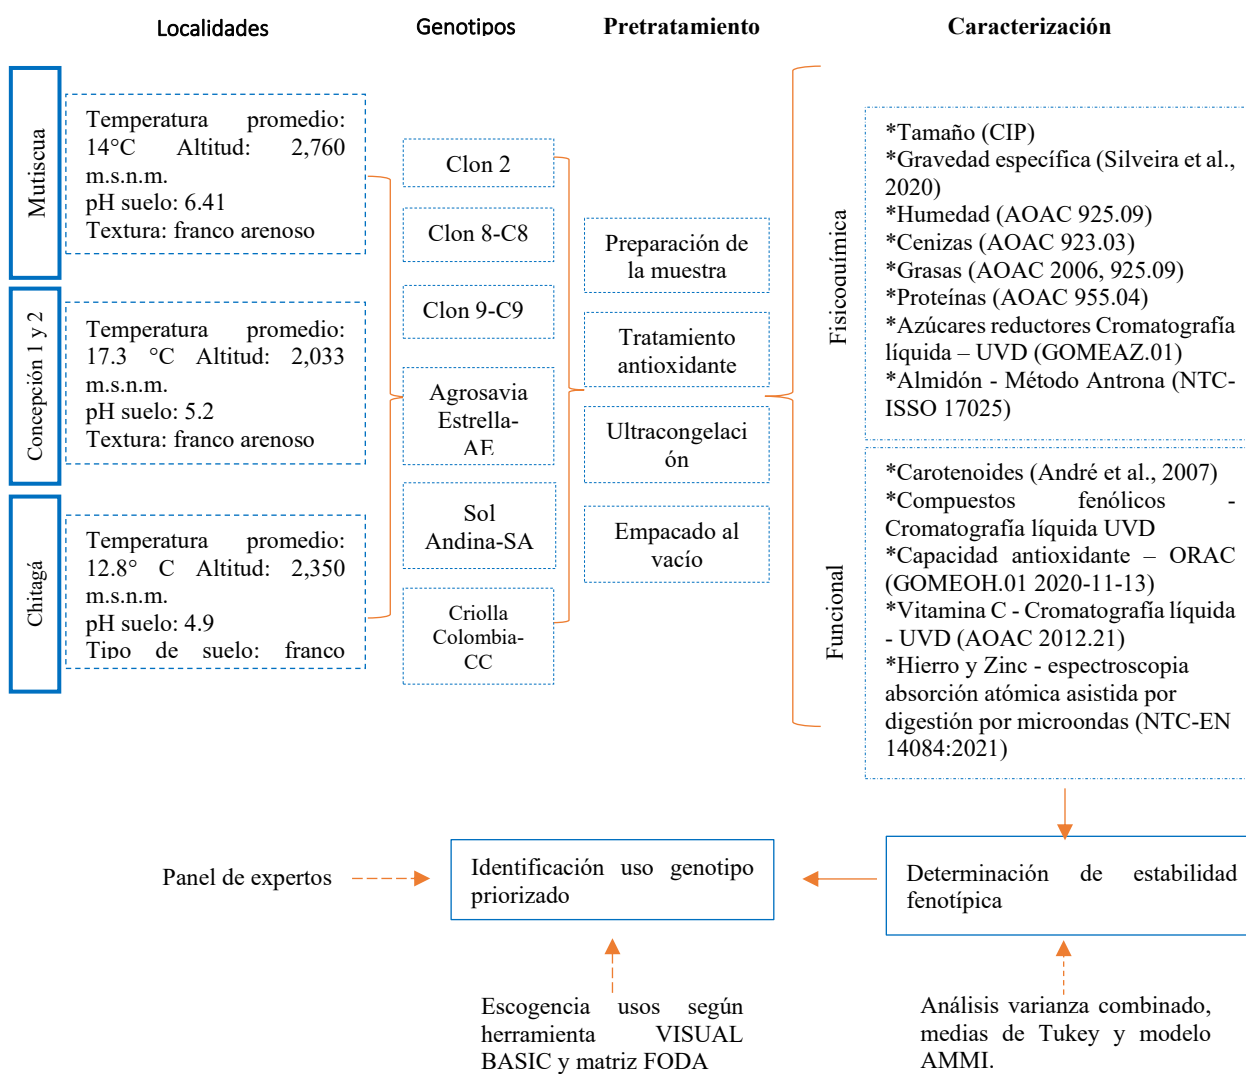 Localidades
Genotipos
Pretratamiento
Caracterización
Mutiscua
Temperatura promedio:
14°C Altitud: 2,760
m.s.n.m.
pH suelo: 6.41
Textura: franco arenoso
Concepción 1 y 2
Temperatura promedio:
17.3 °C Altitud: 2,033
m.s.n.m.
pH suelo: 5.2
Textura: franco arenoso
Chitagá
Temperatura promedio:
12.8° C Altitud: 2,350
m.s.n.m.
pH suelo: 4.9
Tipo de suelo: franco
Clon 2
Clon 8-C8
Clon 9-C9
Agrosavia
Estrella-
AE
Sol
Andina-SA
Criolla
Colombia-
CC
Preparación de
la muestra
Tratamiento
antioxidante
Ultracongelaci
ón
Empacado al
vacío
Fisicoquímica
*Tamaño (CIP)
*Gravedad específica (Silveira et al.,
2020)
*Humedad (AOAC 925.09)
*Cenizas (AOAC 923.03)
*Grasas (AOAC 2006, 925.09)
*Proteínas (AOAC 955.04)
*Azúcares reductores Cromatografía
líquida – UVD (GOMEAZ.01)
*Almidón - Método Antrona (NTC-
ISSO 17025)
Funcional
*Carotenoides (André et al., 2007)
*Compuestos fenólicos -
Cromatografía líquida UVD
*Capacidad antioxidante – ORAC
(GOMEOH.01 2020-11-13)
*Vitamina C - Cromatografía líquida
- UVD (AOAC 2012.21)
*Hierro y Zinc - espectroscopia
absorción atómica asistida por
digestión por microondas (NTC-EN
14084:2021)
Panel de expertos
Identificación uso genotipo
priorizado
Determinación de estabilidad
fenotípica
Escogencia usos según
herramienta VISUAL
BASIC y matriz FODA
Análisis varianza combinado,
medias de Tukey y modelo
AMMI.